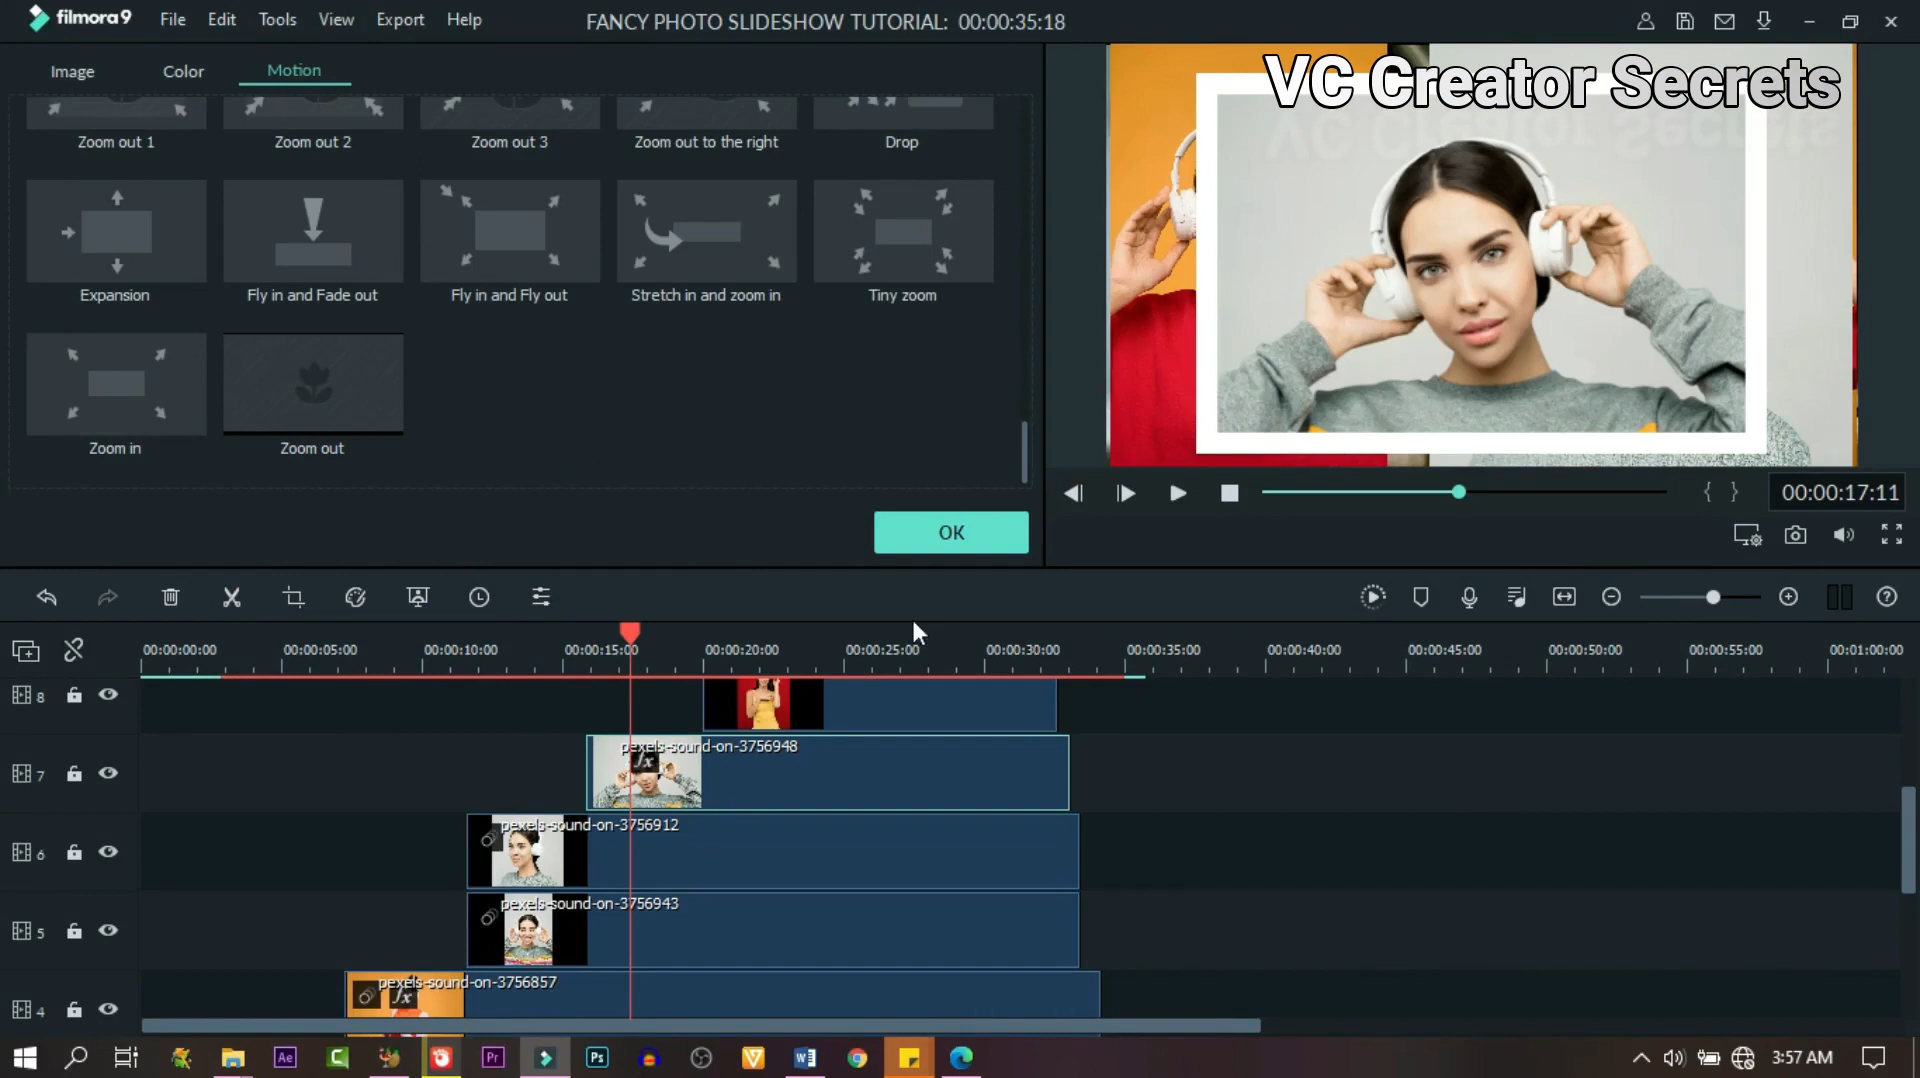 filmora9 File Edit Tools View Export Help FANCY PHOTO SLIDESHOW TUTORIAL: 00:00:35:18
VC Creator Secrets
Image Color Motion
Zoom out 1 Zoom out 2 Zoom out 3 Zoom out to the right Drop
Expansion Fly in and Fade out Fly in and Fly out Stretch in and zoom in Tiny zoom
Zoom in Zoom out
00:00:17:11
OK
00:00:00:00 00:00:05:00 00:00:10:00 00:00:15:00 00:00:20:00 00:00:25:00 00:00:30:00 00:00:35:00 00:00:40:00 00:00:45:00 00:00:50:00 00:00:55:00 00:01:00:00
8
7 pexels-sound-on-3756948
fx
6 pexels-sound-on-3756912
5 pexels-sound-on-3756943
4 pexels-sound-on-3756857
fx
Ae C Pr Ps V W 3:57 AM